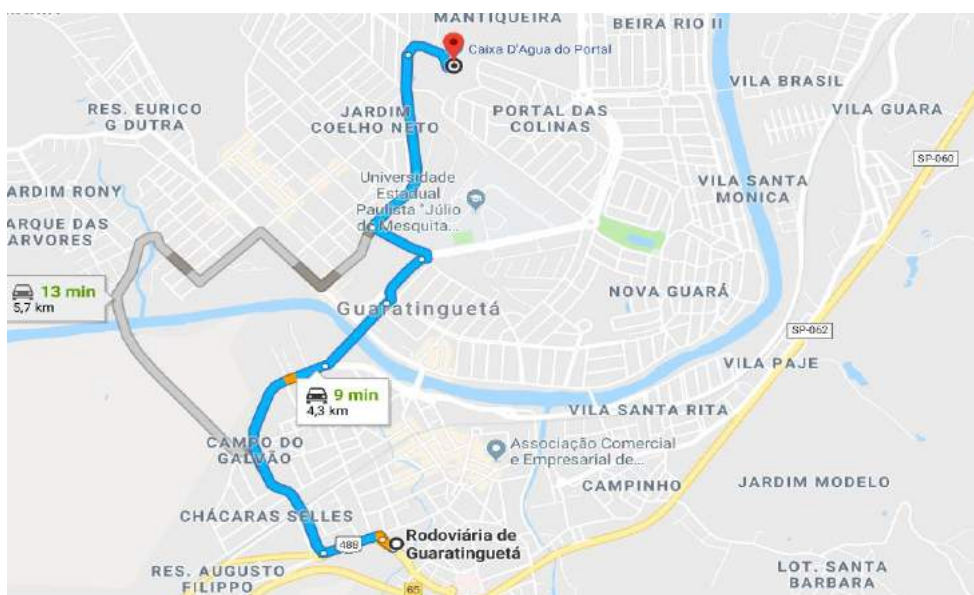 MANTIQUEIRA
BEIRA RIO II
Caixa D'Agua do Portal
VILA BRASIL
RES. EURICO
G DUTRA
JARDIM
COELHO NETO
PORTAL DAS
COLINAS
VILA GUARA
SP-060
Universidade
Estadual
Paulista "Júlio
de Mesquita...
ARDIM RONY
VILA SANTA
MONICA
ARQUE DAS
ARVORES
13 min
5,7 km
NOVA GUARÁ
Guaratinguetá
SP-062
VILA PAJE
9 min
4,3 km
VILA SANTA RITA
CAMPO DO
GALVÃO
Associação Comercial
e Empresarial de...
CAMPINHO
JARDIM MODELO
CHÁCARAS SELLES
488
Rodoviária de
Guaratinguetá
RES. AUGUSTO
FILIPPO
65
LOT. SANTA
BARBARA